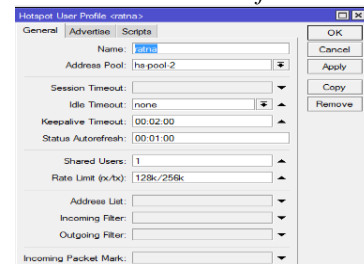 Hotspot User Profile <ratna>
General Advertise Scripts
Name: ratna
Address Pool: hs-pool-2
Session Timeout:
Idle Timeout: none
Keepalive Timeout: 00:02:00
Status Autorefresh: 00:01:00
Shared Users: 1
Rate Limit (rx/tx): 128k/256k
Address List:
Incoming Filter:
Outgoing Filter:
Incoming Packet Mark:
OK
Cancel
Apply
Copy
Remove